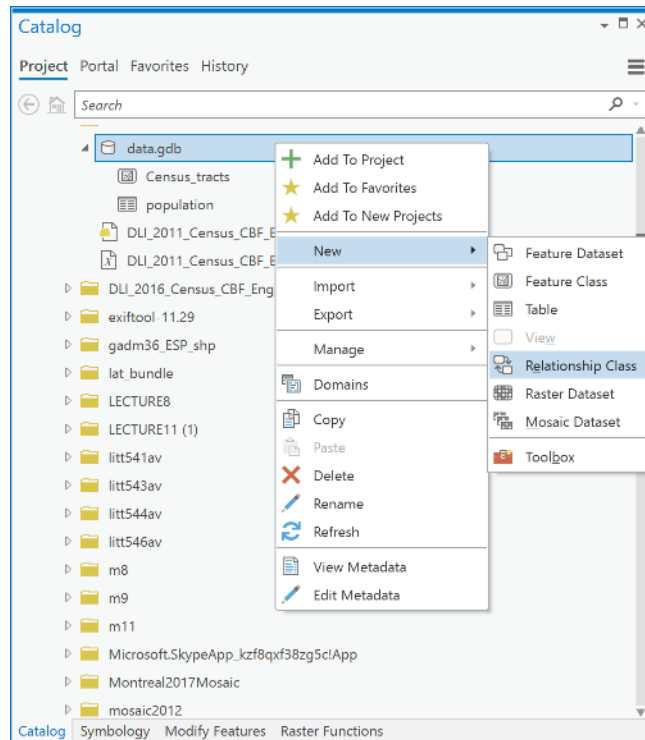 Catalog
Project Portal Favorites History
Search
data.gdb
Census_tracts
population
DLI_2011_Census_CBF_E
DLI_2011_Census_CBF_E
DLI_2016_Census_CBF_Eng
exiftool-11.29
gadm36_ESP_shp
lat_bundle
LECTURE8
LECTURE11 (1)
litt541av
litt543av
litt544av
litt546av
m8
m9
m11
Microsoft.SkypeApp_kzf8qxf38zg5c!App
Montreal2017Mosaic
mosaic2012
Add To Project
Add To Favorites
Add To New Projects
New
Import
Export
Manage
Domains
Copy
Paste
Delete
Rename
Refresh
View Metadata
Edit Metadata
Feature Dataset
Feature Class
Table
View
Relationship Class
Raster Dataset
Mosaic Dataset
Toolbox
Catalog Symbology Modify Features Raster Functions